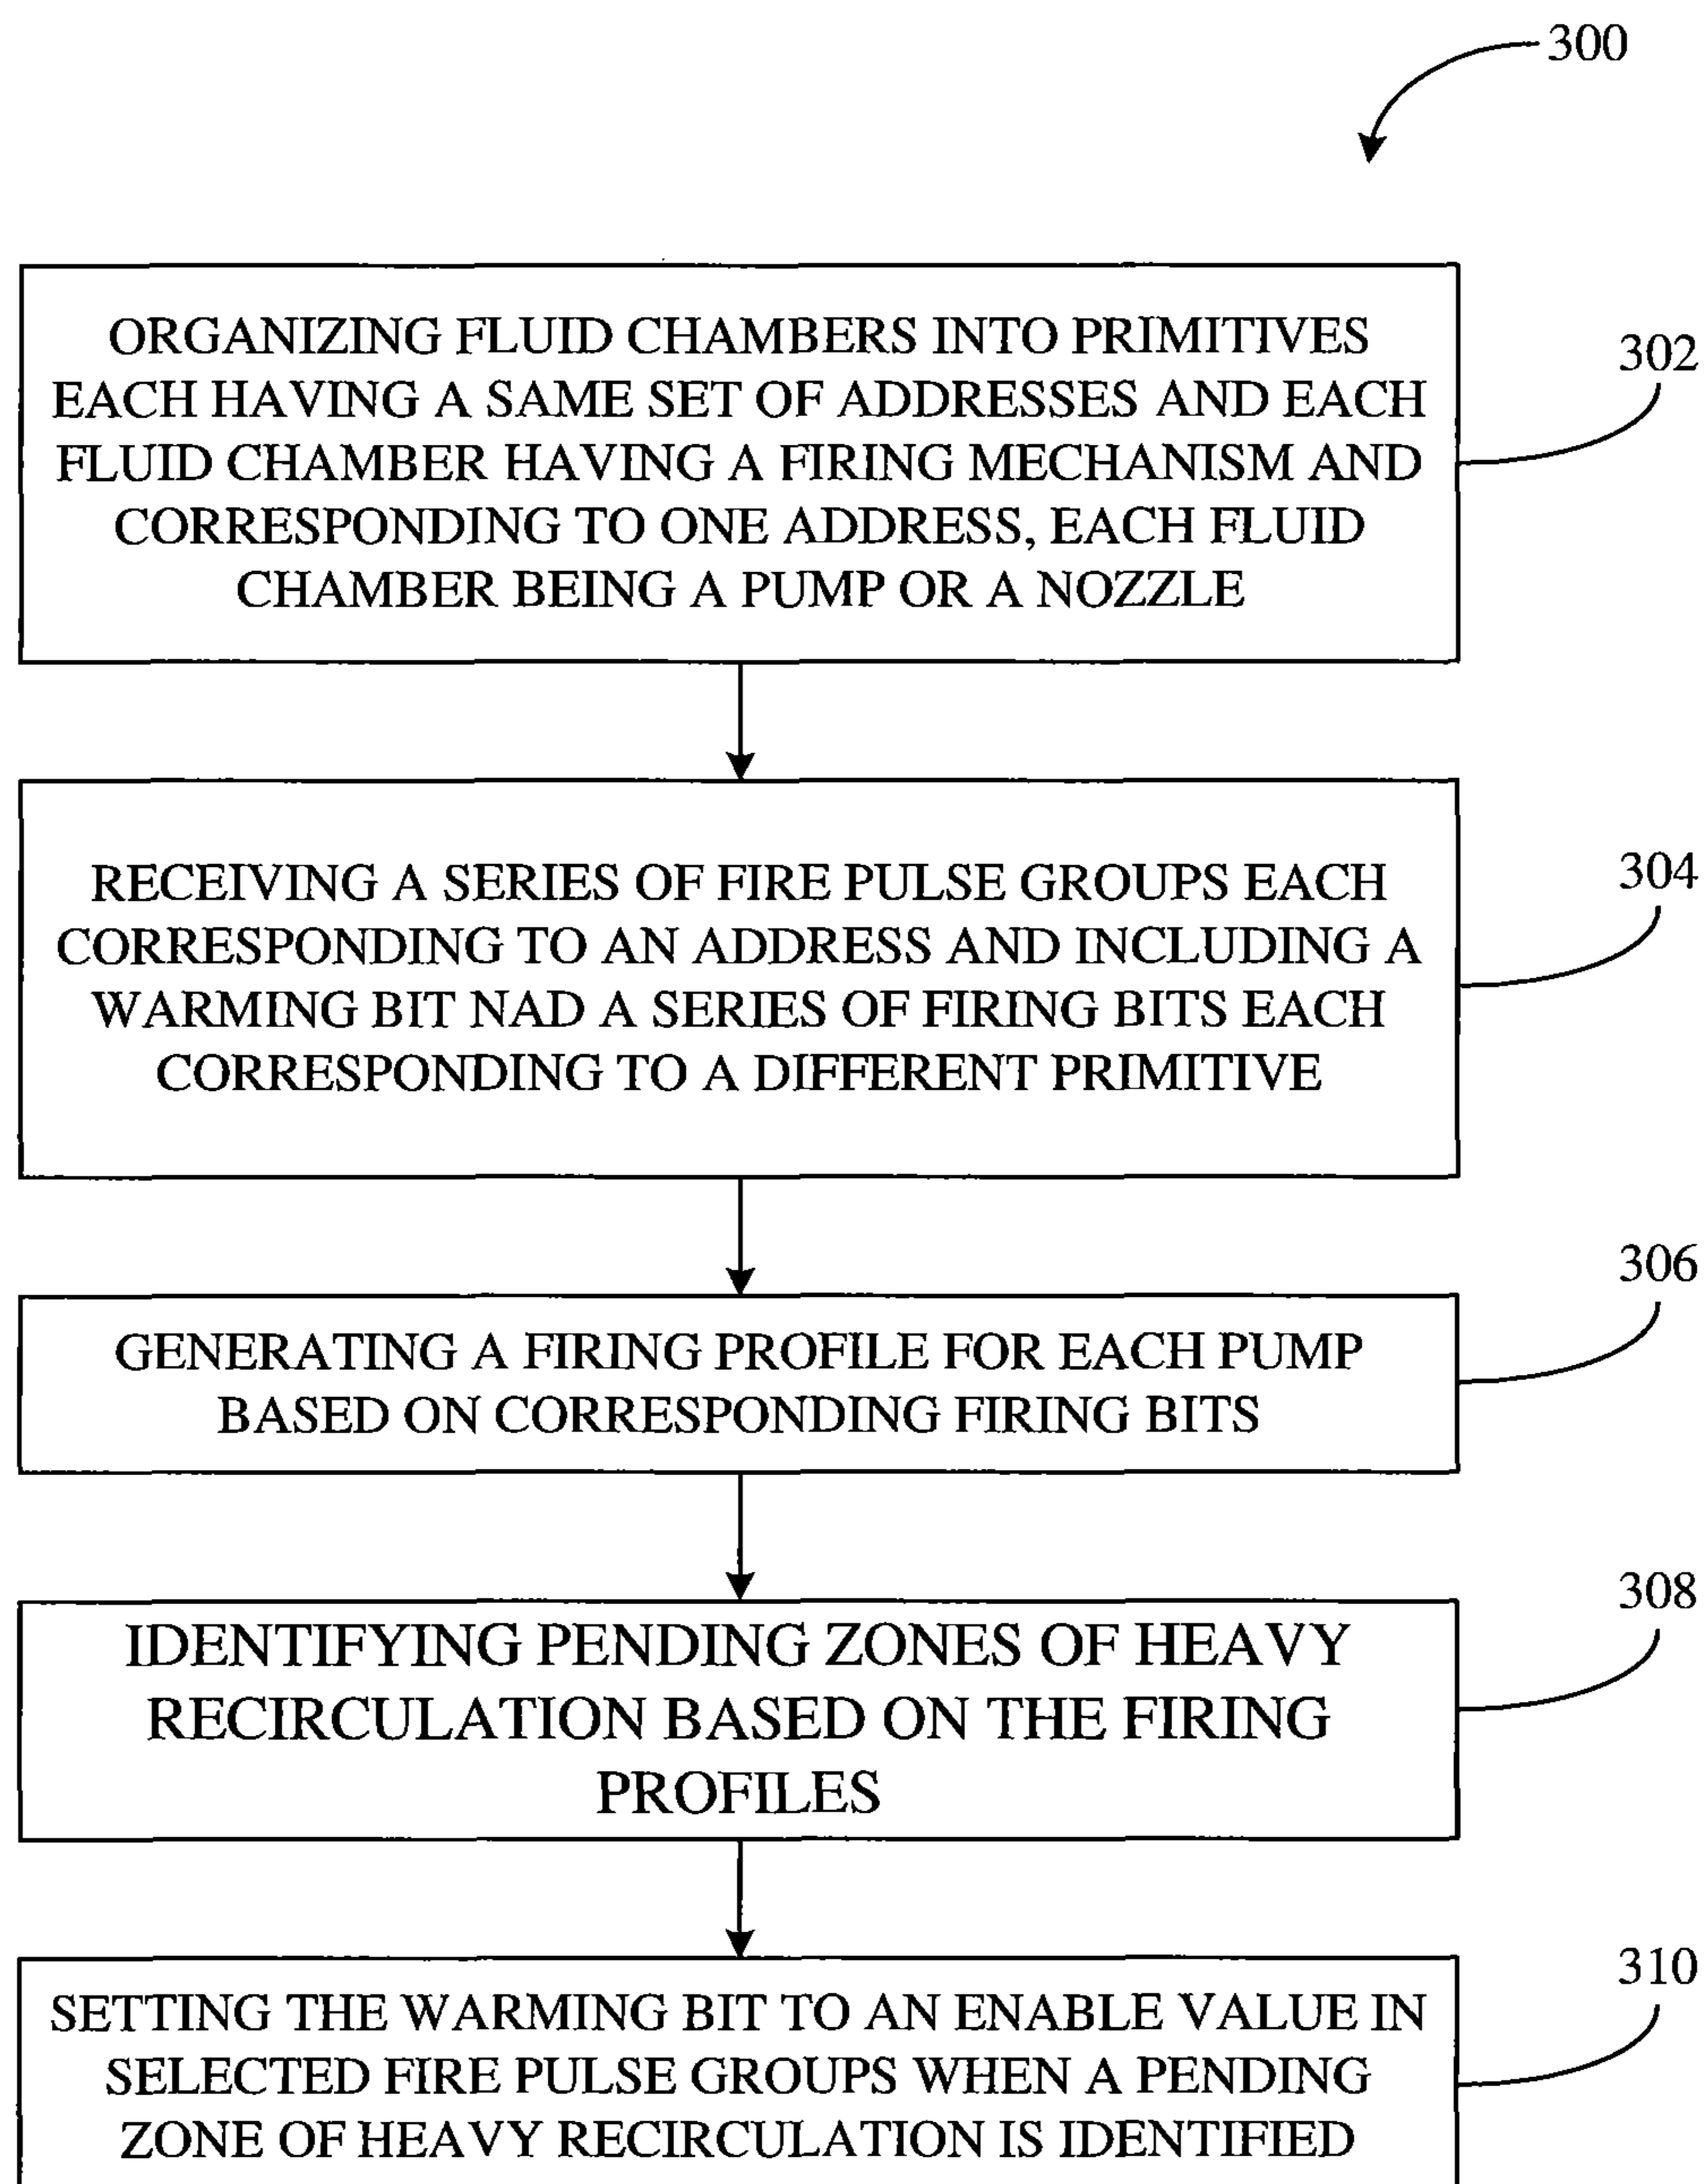 300
ORGANIZING FLUID CHAMBERS INTO PRIMITIVES
EACH HAVING A SAME SET OF ADDRESSES AND EACH
FLUID CHAMBER HAVING A FIRING MECHANISM AND
CORRESPONDING TO ONE ADDRESS, EACH FLUID
CHAMBER BEING A PUMP OR A NOZZLE
302
RECEIVING A SERIES OF FIRE PULSE GROUPS EACH
CORRESPONDING TO AN ADDRESS AND INCLUDING A
WARMING BIT NAD A SERIES OF FIRING BITS EACH
CORRESPONDING TO A DIFFERENT PRIMITIVE
304
GENERATING A FIRING PROFILE FOR EACH PUMP
BASED ON CORRESPONDING FIRING BITS
306
IDENTIFYING PENDING ZONES OF HEAVY
RECIRCULATION BASED ON THE FIRING
PROFILES
308
SETTING THE WARMING BIT TO AN ENABLE VALUE IN
SELECTED FIRE PULSE GROUPS WHEN A PENDING
ZONE OF HEAVY RECIRCULATION IS IDENTIFIED
310